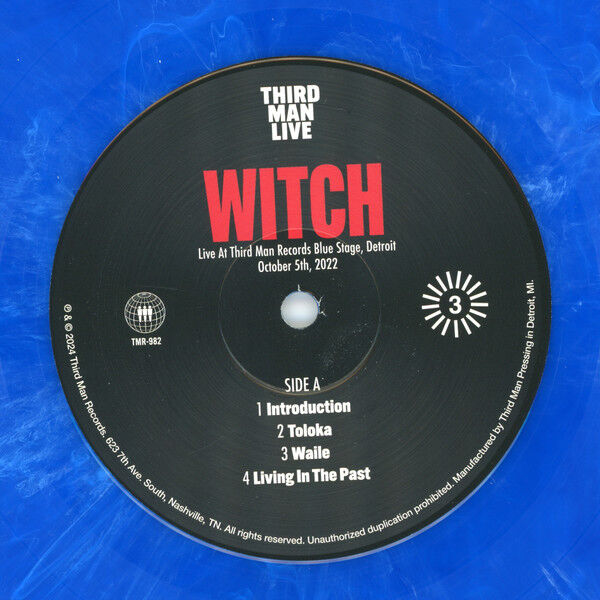 THIRD
MAN
LIVE
WITCH
Live At Third Man Records Blue Stage, Detroit
October 5th, 2022
TMR-982
3
SIDE A
1 Introduction
2 Toloka
3 Waile
4 Living In The Past
℗ & © 2024 Third Man Records. 623 7th Ave. South, Nashville, TN. All rights reserved. Unauthorized duplication prohibited. Manufactured by Third Man Pressing in Detroit, MI.